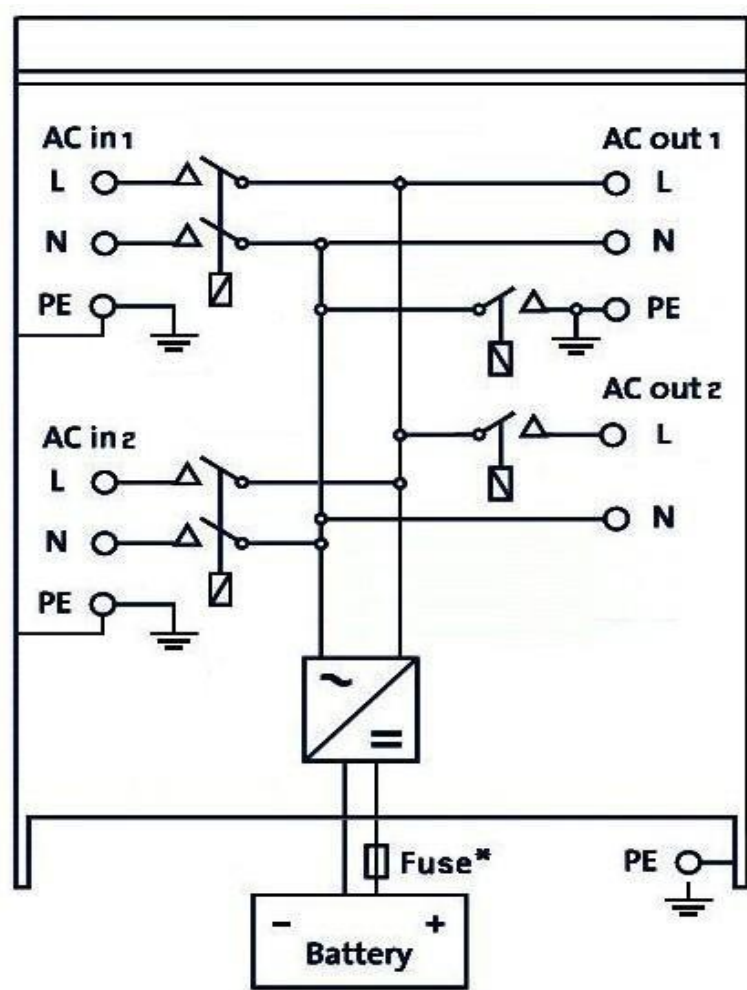 AC in 1
AC out 1
L
L
N
N
PE
PE
AC out 2
AC in 2
L
L
N
N
PE
Fuse*
PE
- +
Battery